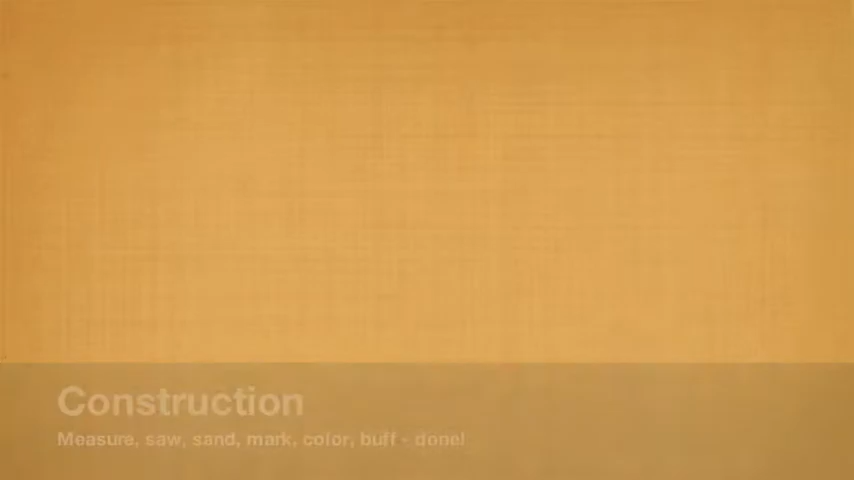 Construction
Measure, saw, sand, mark, color, buff - done!